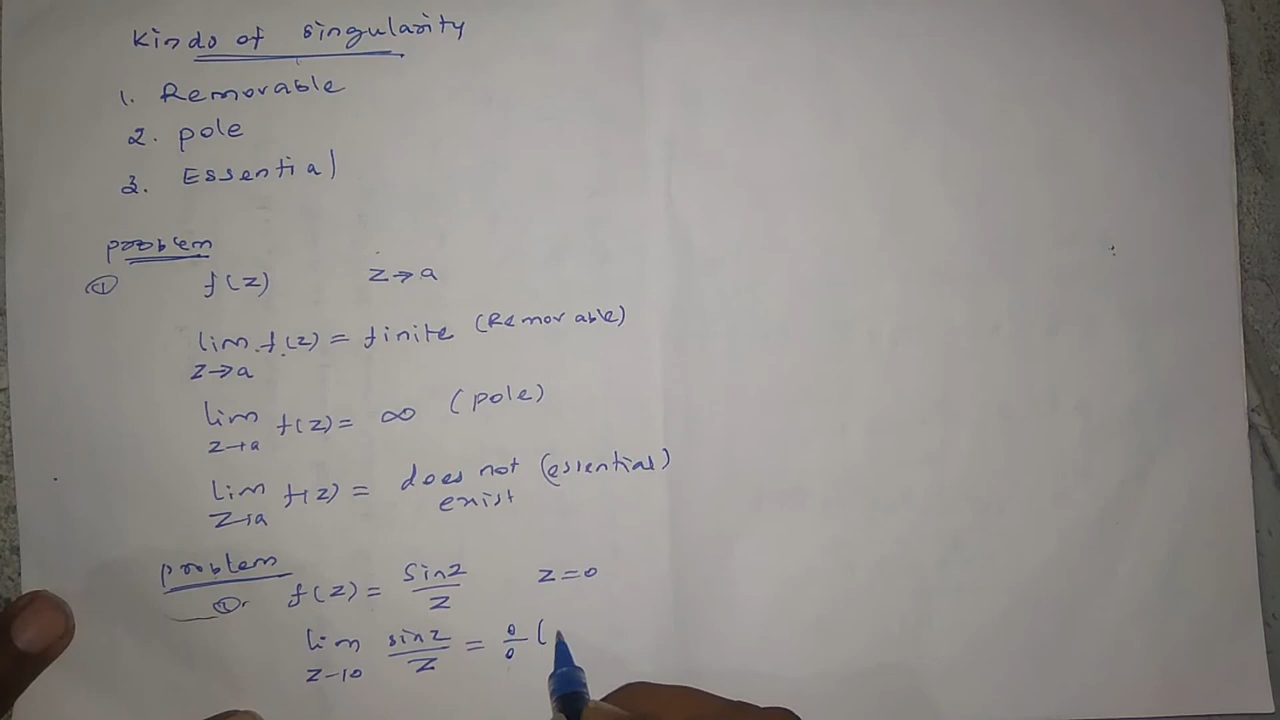 Kinds of singularity
1. Removable
2. pole
3. Essential
problem
① f(z) z→a
lim f(z) = finite (Removable)
z→a
lim f(z) = ∞ (pole)
z→a
lim f(z) = does not (essential)
z→a exist
problem
①. f(z) = sinz/z z=0
lim sinz/z = 0/0 (
z→0